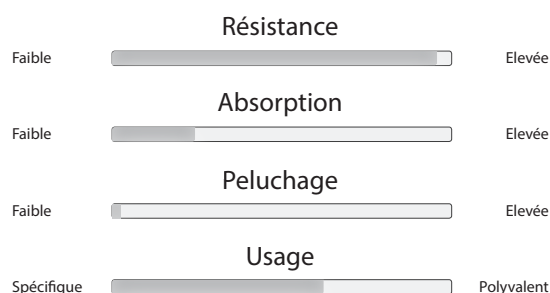 Résistance
Faible Elevée
Absorption
Faible Elevée
Peluchage
Faible Elevée
Usage
Spécifique Polyvalent